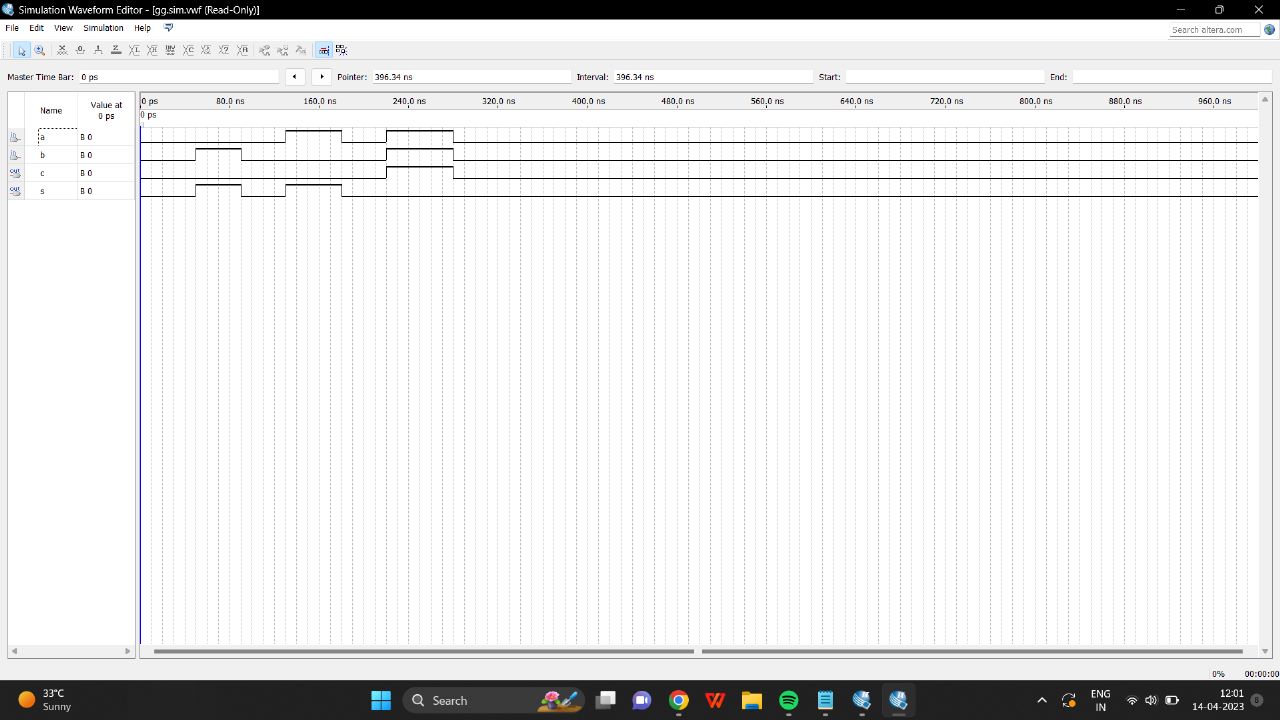 Simulation Waveform Editor - [gg.sim.vwf (Read-Only)]
File Edit View Simulation Help
Search altera.com
Master Time Bar: 0 ps Pointer: 396.34 ns Interval: 396.34 ns Start: End:
Name Value at 0 ps
0 ps 80.0 ns 160.0 ns 240.0 ns 320.0 ns 400.0 ns 480.0 ns 560.0 ns 640.0 ns 720.0 ns 800.0 ns 880.0 ns 960.0 ns
0 ps
a B 0
b B 0
c B 0
s B 0
0% 00:00:00
33°C
Sunny
Search
ENG
IN
12:01
14-04-2023